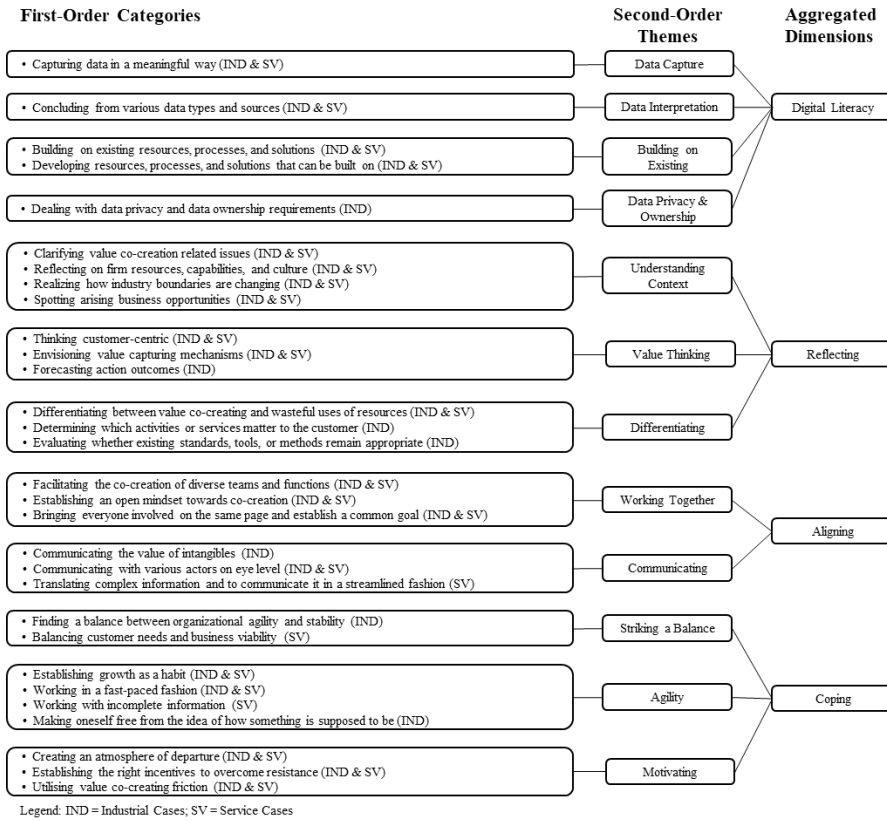 First-Order Categories
Second-Order
Themes
Aggregated
Dimensions
• Capturing data in a meaningful way (IND & SV)
Data Capture
• Concluding from various data types and sources (IND & SV)
Data Interpretation
Digital Literacy
• Building on existing resources, processes, and solutions (IND & SV)
• Developing resources, processes, and solutions that can be built on (IND & SV)
Building on
Existing
• Dealing with data privacy and data ownership requirements (IND)
Data Privacy &
Ownership
• Clarifying value co-creation related issues (IND & SV)
• Reflecting on firm resources, capabilities, and culture (IND & SV)
• Realizing how industry boundaries are changing (IND & SV)
• Spotting arising business opportunities (IND & SV)
Understanding
Context
• Thinking customer-centric (IND & SV)
• Envisioning value capturing mechanisms (IND & SV)
• Forecasting action outcomes (IND)
Value Thinking
Reflecting
• Differentiating between value co-creating and wasteful uses of resources (IND & SV)
• Determining which activities or services matter to the customer (IND)
• Evaluating whether existing standards, tools, or methods remain appropriate (IND)
Differentiating
• Facilitating the co-creation of diverse teams and functions (IND & SV)
• Establishing an open mindset towards co-creation (IND & SV)
• Bringing everyone involved on the same page and establish a common goal (IND & SV)
Working Together
Aligning
• Communicating the value of intangibles (IND)
• Communicating with various actors on eye level (IND & SV)
• Translating complex information and to communicate it in a streamlined fashion (SV)
Communicating
• Finding a balance between organizational agility and stability (IND)
• Balancing customer needs and business viability (SV)
Striking a Balance
• Establishing growth as a habit (IND & SV)
• Working in a fast-paced fashion (IND & SV)
• Working with incomplete information (SV)
• Making oneself free from the idea of how something is supposed to be (IND)
Agility
Coping
• Creating an atmosphere of departure (IND & SV)
• Establishing the right incentives to overcome resistance (IND & SV)
• Utilising value co-creating friction (IND & SV)
Motivating
Legend: IND = Industrial Cases; SV = Service Cases